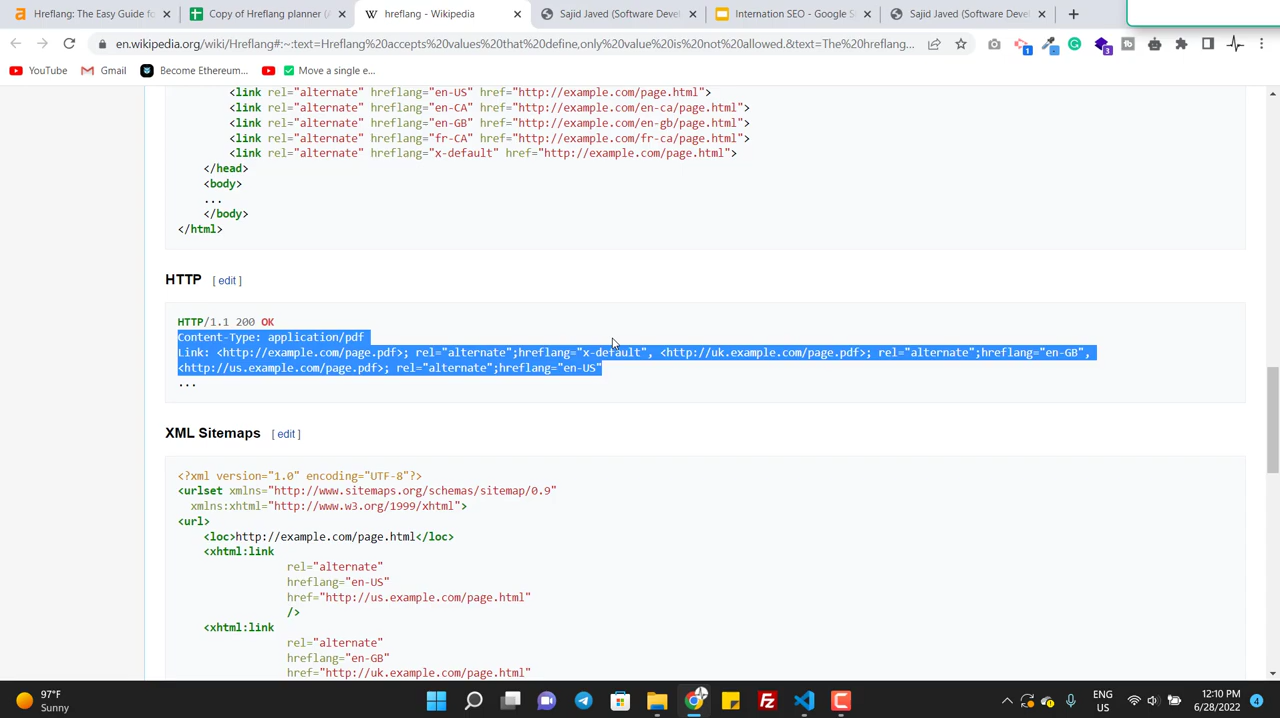 Hreflang: The Easy Guide fo
Copy of Hreflang planner (A
hreflang - Wikipedia
Sajid Javed (Software Devel
Internation SEO - Google S
Sajid Javed (Software Devel
en.wikipedia.org/wiki/Hreflang#:~:text=Hreflang%20accepts%20values%20that%20define,only%20value%20is%20not%20allowed.&text=The%20hreflang...
1
3
YouTube
Gmail
Become Ethereum...
Move a single e...
<link rel="alternate" hreflang="en-US" href="http://example.com/page.html">
<link rel="alternate" hreflang="en-CA" href="http://example.com/en-ca/page.html">
<link rel="alternate" hreflang="en-GB" href="http://example.com/en-gb/page.html">
<link rel="alternate" hreflang="fr-CA" href="http://example.com/fr-ca/page.html">
<link rel="alternate" hreflang="x-default" href="http://example.com/page.html">
</head>
<body>
...
</body>
</html>
HTTP [ edit ]
HTTP/1.1 200 OK
Content-Type: application/pdf
Link: <http://example.com/page.pdf>; rel="alternate";hreflang="x-default", <http://uk.example.com/page.pdf>; rel="alternate";hreflang="en-GB",
<http://us.example.com/page.pdf>; rel="alternate";hreflang="en-US"
...
XML Sitemaps [ edit ]
<?xml version="1.0" encoding="UTF-8"?>
<urlset xmlns="http://www.sitemaps.org/schemas/sitemap/0.9"
xmlns:xhtml="http://www.w3.org/1999/xhtml">
<url>
<loc>http://example.com/page.html</loc>
<xhtml:link
rel="alternate"
hreflang="en-US"
href="http://us.example.com/page.html"
/>
<xhtml:link
rel="alternate"
hreflang="en-GB"
href="http://uk.example.com/page.html"
97°F
Sunny
ENG
US
12:10 PM
6/28/2022
4